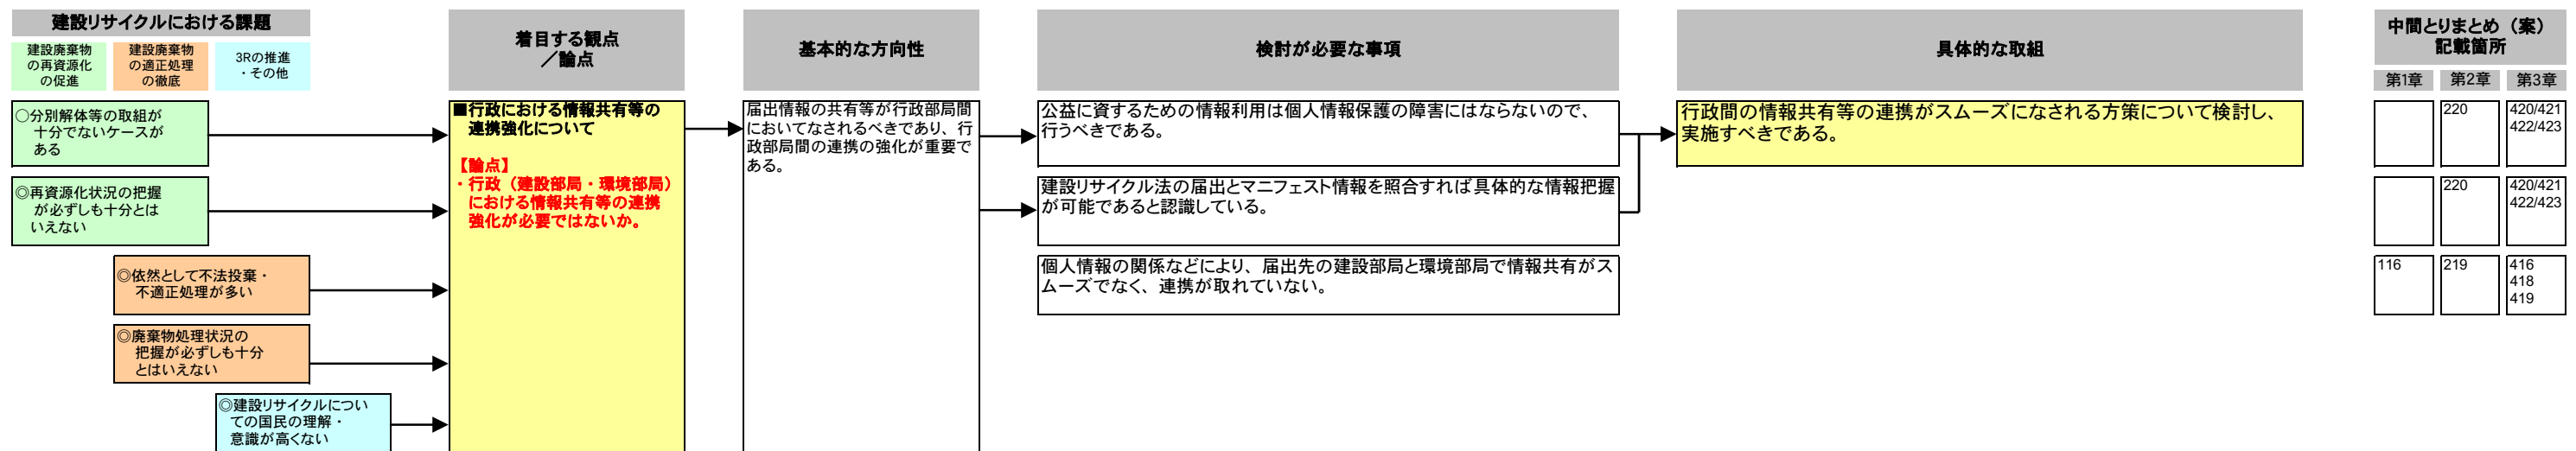 建設リサイクルにおける課題
建設廃棄物
の再資源化
の促進
建設廃棄物
の適正処理
の徹底
3Rの推進
・その他
着目する観点
／論点
基本的な方向性
検討が必要な事項
具体的な取組
中間とりまとめ（案）
記載箇所
第1章
第2章
第3章
○分別解体等の取組が
十分でないケースが
ある
◎再資源化状況の把握
が必ずしも十分とは
いえない
◎依然として不法投棄・
不適正処理が多い
◎廃棄物処理状況の
把握が必ずしも十分
とはいえない
◎建設リサイクルについ
ての国民の理解・
意識が高くない
■行政における情報共有等の
連携強化について
【論点】
・行政（建設部局・環境部局）
における情報共有等の連携
強化が必要ではないか。
届出情報の共有等が行政部局間
においてなされるべきであり、行
政部局間の連携の強化が重要で
ある。
公益に資するための情報利用は個人情報保護の障害にはならないので、
行うべきである。
建設リサイクル法の届出とマニフェスト情報を照合すれば具体的な情報把握
が可能であると認識している。
個人情報の関係などにより、届出先の建設部局と環境部局で情報共有がス
ムーズでなく、連携が取れていない。
行政間の情報共有等の連携がスムーズになされる方策について検討し、
実施すべきである。
220
420/421
422/423
220
420/421
422/423
116
219
416
418
419